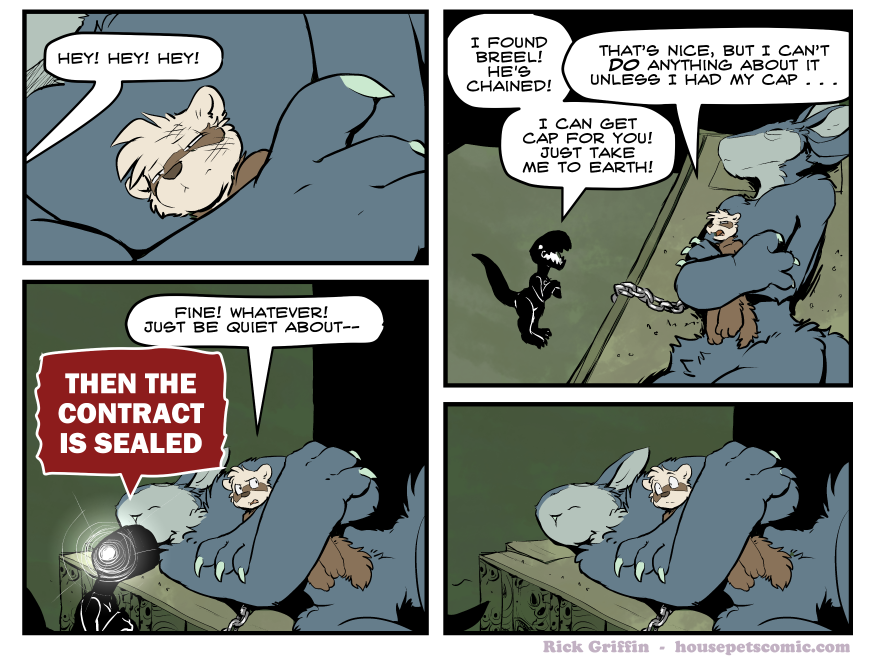 HEY! HEY! HEY!
I FOUND
BREEL!
HE'S
CHAINED!
THAT'S NICE, BUT I CAN'T
DO ANYTHING ABOUT IT
UNLESS I HAD MY CAP . . .
I CAN GET
CAP FOR YOU!
JUST TAKE
ME TO EARTH!
FINE! WHATEVER!
JUST BE QUIET ABOUT--
THEN THE
CONTRACT
IS SEALED
Rick Griffin - housepetscomic.com